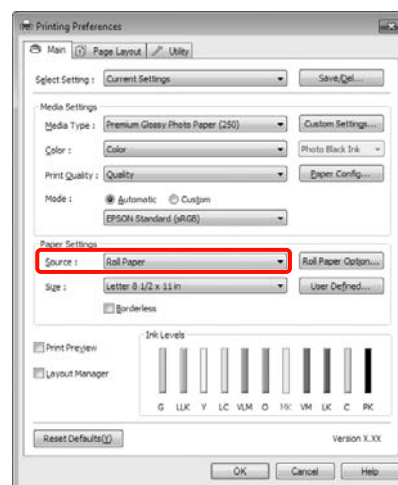 Printing Preferences
Main Page Layout Utility
Select Setting : Current Settings Save/Del...
Media Settings
Media Type : Premium Glossy Photo Paper (250) Custom Settings...
Color : Color Photo Black Ink
Print Quality : Quality Paper Config...
Mode : Automatic Custom
EPSON Standard (sRGB)
Paper Settings
Source : Roll Paper Roll Paper Option...
Size : Letter 8 1/2 x 11 in User Defined...
Borderless
Ink Levels
Print Preview
Layout Manager
G LLK Y LC VLM O MK VM LK C PK
Reset Defaults(Y) Version X.XX
OK Cancel Help